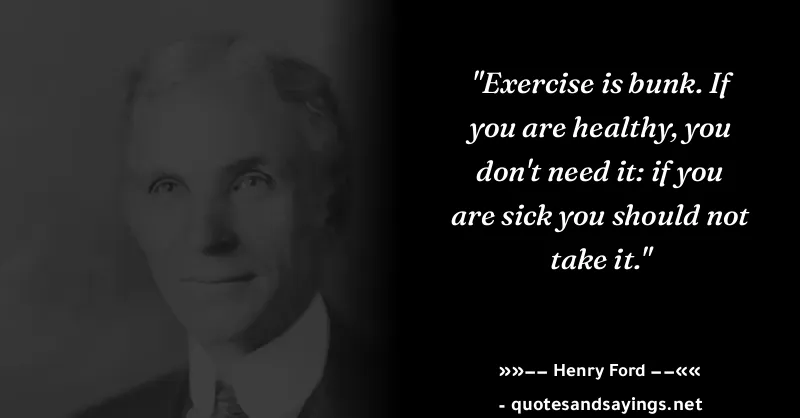 "Exercise is bunk. If
you are healthy, you
don't need it: if you
are sick you should not
take it."
»»–– Henry Ford ––««
- quotesandsayings.net